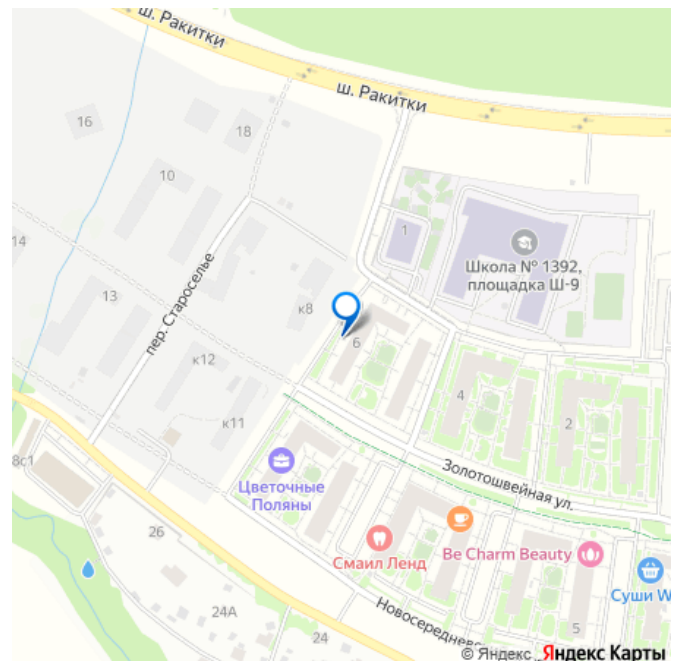 ш. Ракитки
ш. Ракитки
16
18
10
1
Школа № 1392,
площадка Ш-9
14
13
пер. Староселье
к8
6
к12
4
2
к11
Золотошвейная ул.
8с1
Цветочные
Поляны
26
Смаил Ленд
Be Charm Beauty
Суши W
24А
24
Новосередневс
5
© Яндекс Яндекс Карты